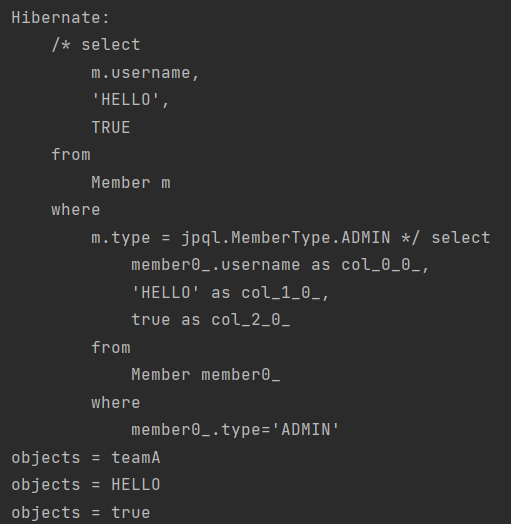 Hibernate:
    /* select
        m.username,
        'HELLO',
        TRUE
    from
        Member m
    where
        m.type = jpql.MemberType.ADMIN */ select
            member0_.username as col_0_0_,
            'HELLO' as col_1_0_,
            true as col_2_0_
        from
            Member member0_
        where
            member0_.type='ADMIN'
objects = teamA
objects = HELLO
objects = true